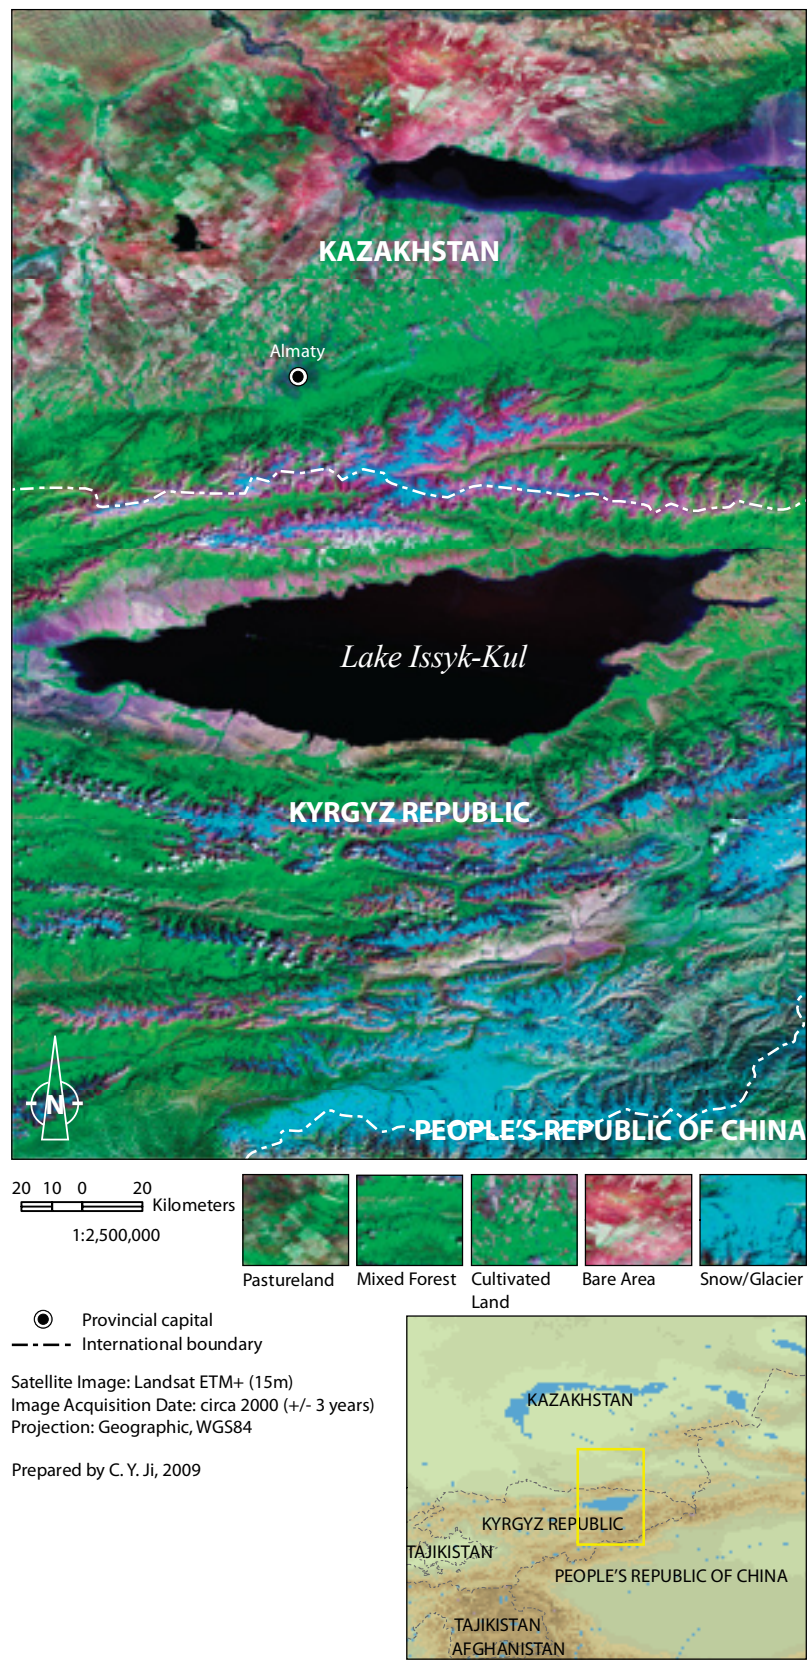 KAZAKHSTAN
Almaty
Lake Issyk-Kul
KYRGYZ REPUBLIC
N
PEOPLE'S REPUBLIC OF CHINA
20 10 0 20
Kilometers
1:2,500,000
Pastureland
Mixed Forest
Cultivated
Land
Bare Area
Snow/Glacier
Provincial capital
International boundary
Satellite Image: Landsat ETM+ (15m)
Image Acquisition Date: circa 2000 (+/- 3 years)
Projection: Geographic, WGS84
Prepared by C. Y. Ji, 2009
KAZAKHSTAN
KYRGYZ REPUBLIC
TAJIKISTAN
PEOPLE'S REPUBLIC OF CHINA
TAJIKISTAN
AFGHANISTAN